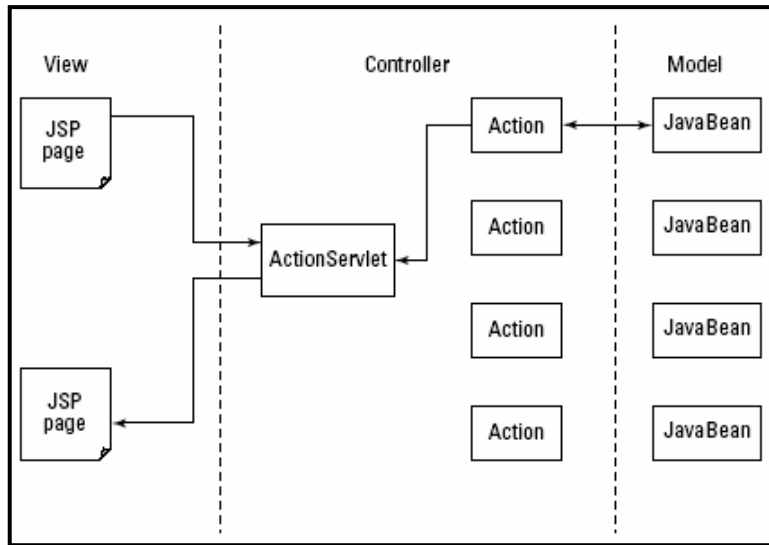 View
Controller
Model
JSP
page
Action
JavaBean
Action
JavaBean
ActionServlet
Action
JavaBean
JSP
page
Action
JavaBean